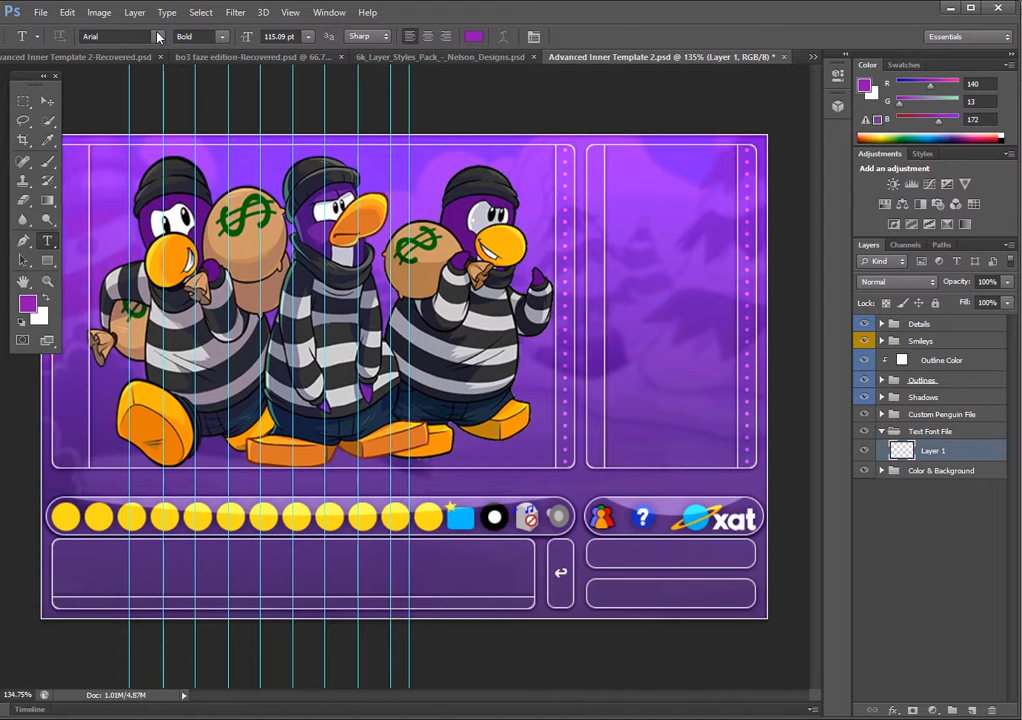 Ps File Edit Image Layer Type Select Filter 3D View Window Help
T Arial Bold 115.09 pt Sharp Essentials
Advanced Inner Template 2-Recovered.psd × bo3 faze edition-Recovered.psd @ 66.7... × 6k_Layer_Styles_Pack_-_Nelson_Designs.psd × Advanced Inner Template 2.psd @ 135% (Layer 1, RGB/8) * ×
Color Swatches
R 140
G 13
B 172
Adjustments Styles
Add an adjustment
Layers Channels Paths
Kind
Normal Opacity: 100%
Lock: Fill: 100%
Details
Smileys
Outline Color
Outlines
Shadows
Custom Penguin File
Text Font File
Layer 1
Color & Background
$ $ $
? xat
134.75% Doc: 1.01M/4.87M
Timeline